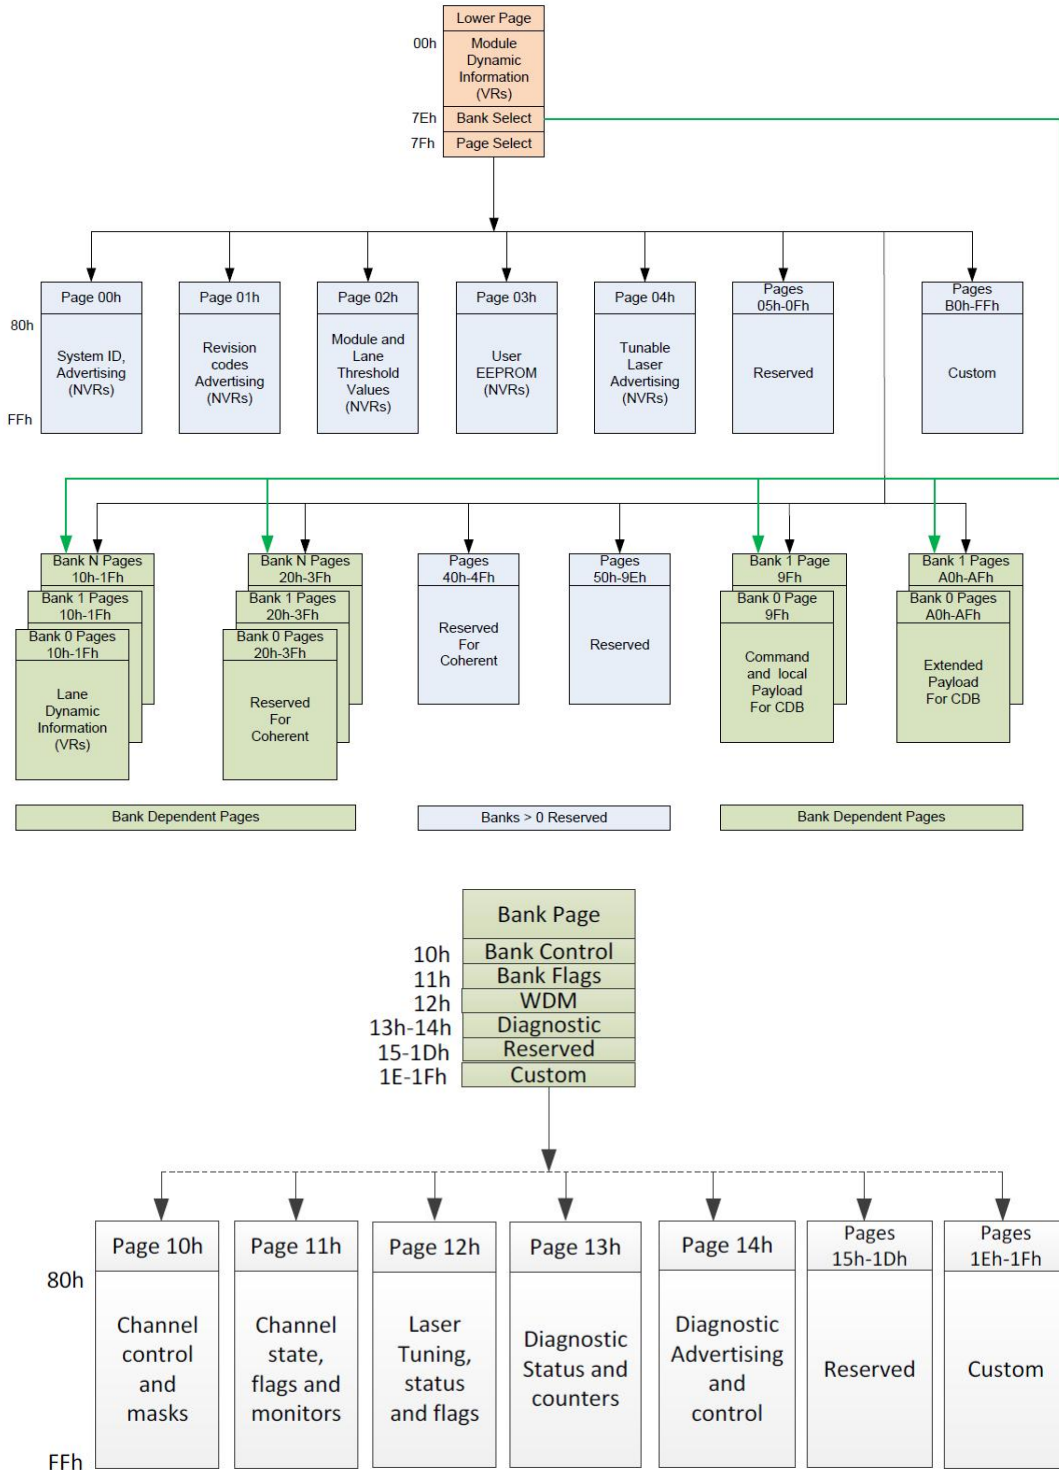 Lower Page
00h
Module
Dynamic
Information
(VRs)
7Eh
Bank Select
7Fh
Page Select
Page 00h
Page 01h
Page 02h
Page 03h
Page 04h
Pages
05h-0Fh
Pages
B0h-FFh
80h
System ID,
Advertising
(NVRs)
Revision
codes
Advertising
(NVRs)
Module and
Lane
Threshold
Values
(NVRs)
User
EEPROM
(NVRs)
Tunable
Laser
Advertising
(NVRs)
Reserved
Custom
FFh
Bank N Pages
10h-1Fh
Bank 1 Pages
10h-1Fh
Bank 0 Pages
10h-1Fh
Lane
Dynamic
Information
(VRs)
Bank N Pages
20h-3Fh
Bank 1 Pages
20h-3Fh
Bank 0 Pages
20h-3Fh
Reserved
For
Coherent
Pages
40h-4Fh
Reserved
For
Coherent
Pages
50h-9Eh
Reserved
Bank 1 Page
9Fh
Bank 0 Page
9Fh
Command
and local
Payload
For CDB
Bank 1 Pages
A0h-AFh
Bank 0 Pages
A0h-AFh
Extended
Payload
For CDB
Bank Dependent Pages
Banks > 0 Reserved
Bank Dependent Pages
Bank Page
10h
Bank Control
11h
Bank Flags
12h
WDM
13h-14h
Diagnostic
15-1Dh
Reserved
1E-1Fh
Custom
Page 10h
Page 11h
Page 12h
Page 13h
Page 14h
Pages
15h-1Dh
Pages
1Eh-1Fh
80h
Channel
control
and
masks
Channel
state,
flags and
monitors
Laser
Tuning,
status
and flags
Diagnostic
Status and
counters
Diagnostic
Advertising
and
control
Reserved
Custom
FFh